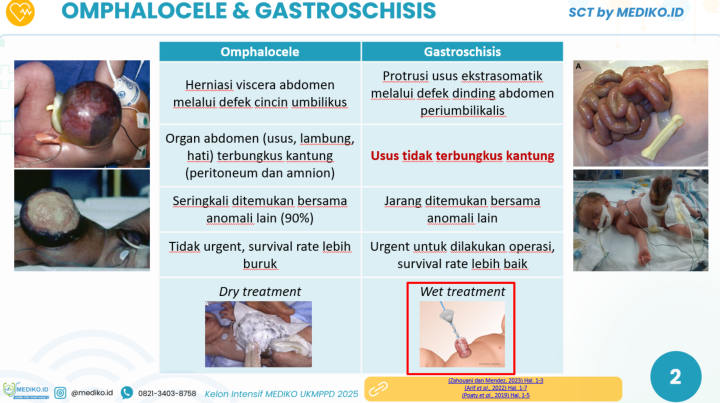 OMPHALOCELE & GASTROSCHISIS
SCT by MEDIKO.ID
Omphalocele
Gastroschisis
Herniasi viscera abdomen
melalui defek cincin umbilikus
Protrusi usus ekstrasomatik
melalui defek dinding abdomen
periumbilikalis
Organ abdomen (usus, lambung,
hati) terbungkus kantung
(peritoneum dan amnion)
Usus tidak terbungkus kantung
Seringkali ditemukan bersama
anomali lain (90%)
Jarang ditemukan bersama
anomali lain
Tidak urgent, survival rate lebih
buruk
Urgent untuk dilakukan operasi,
survival rate lebih baik
Dry treatment
Wet treatment
A
MEDIKO.ID
@mediko.id
0821-3403-8758
Kelon Intensif MEDIKO UKMPPD 2025
(Zahouani dan Mendez, 2023) Hal. 1-3
(Arif et al., 2022) Hal. 1-7
(Poaty et al., 2019) Hal. 1-5
2